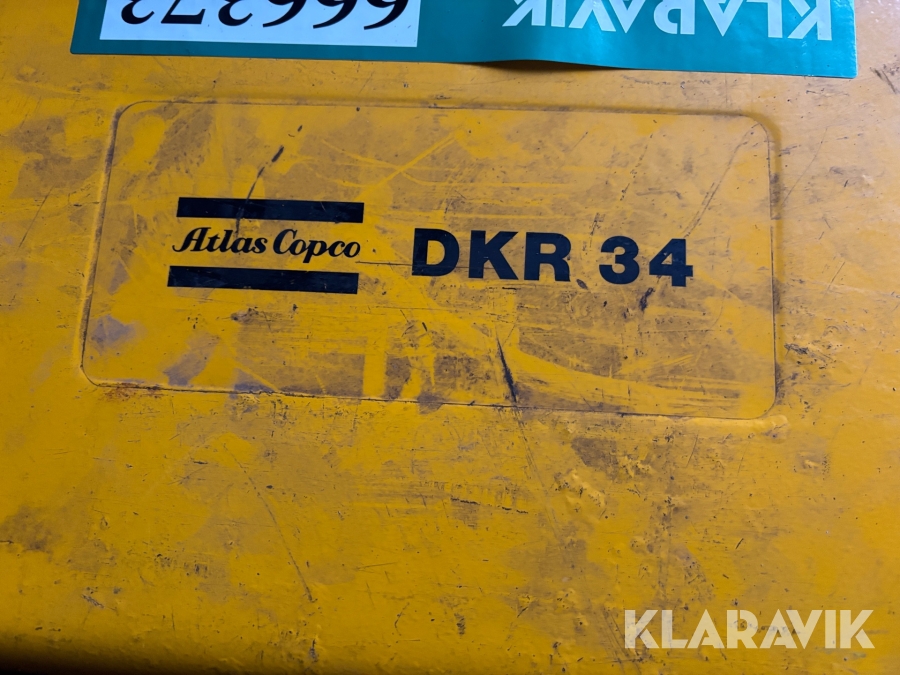 KLARAVIK
Atlas Copco
DKR 34
KLARAVIK